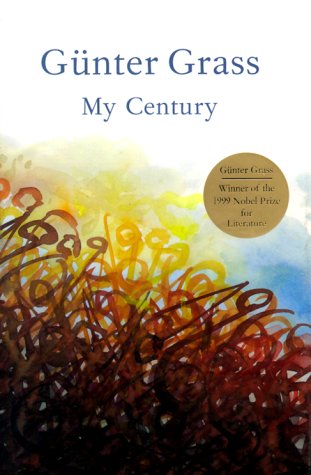 Günter Grass
My Century
Günter Grass
Winner of the
1999 Nobel Prize
for
Literature